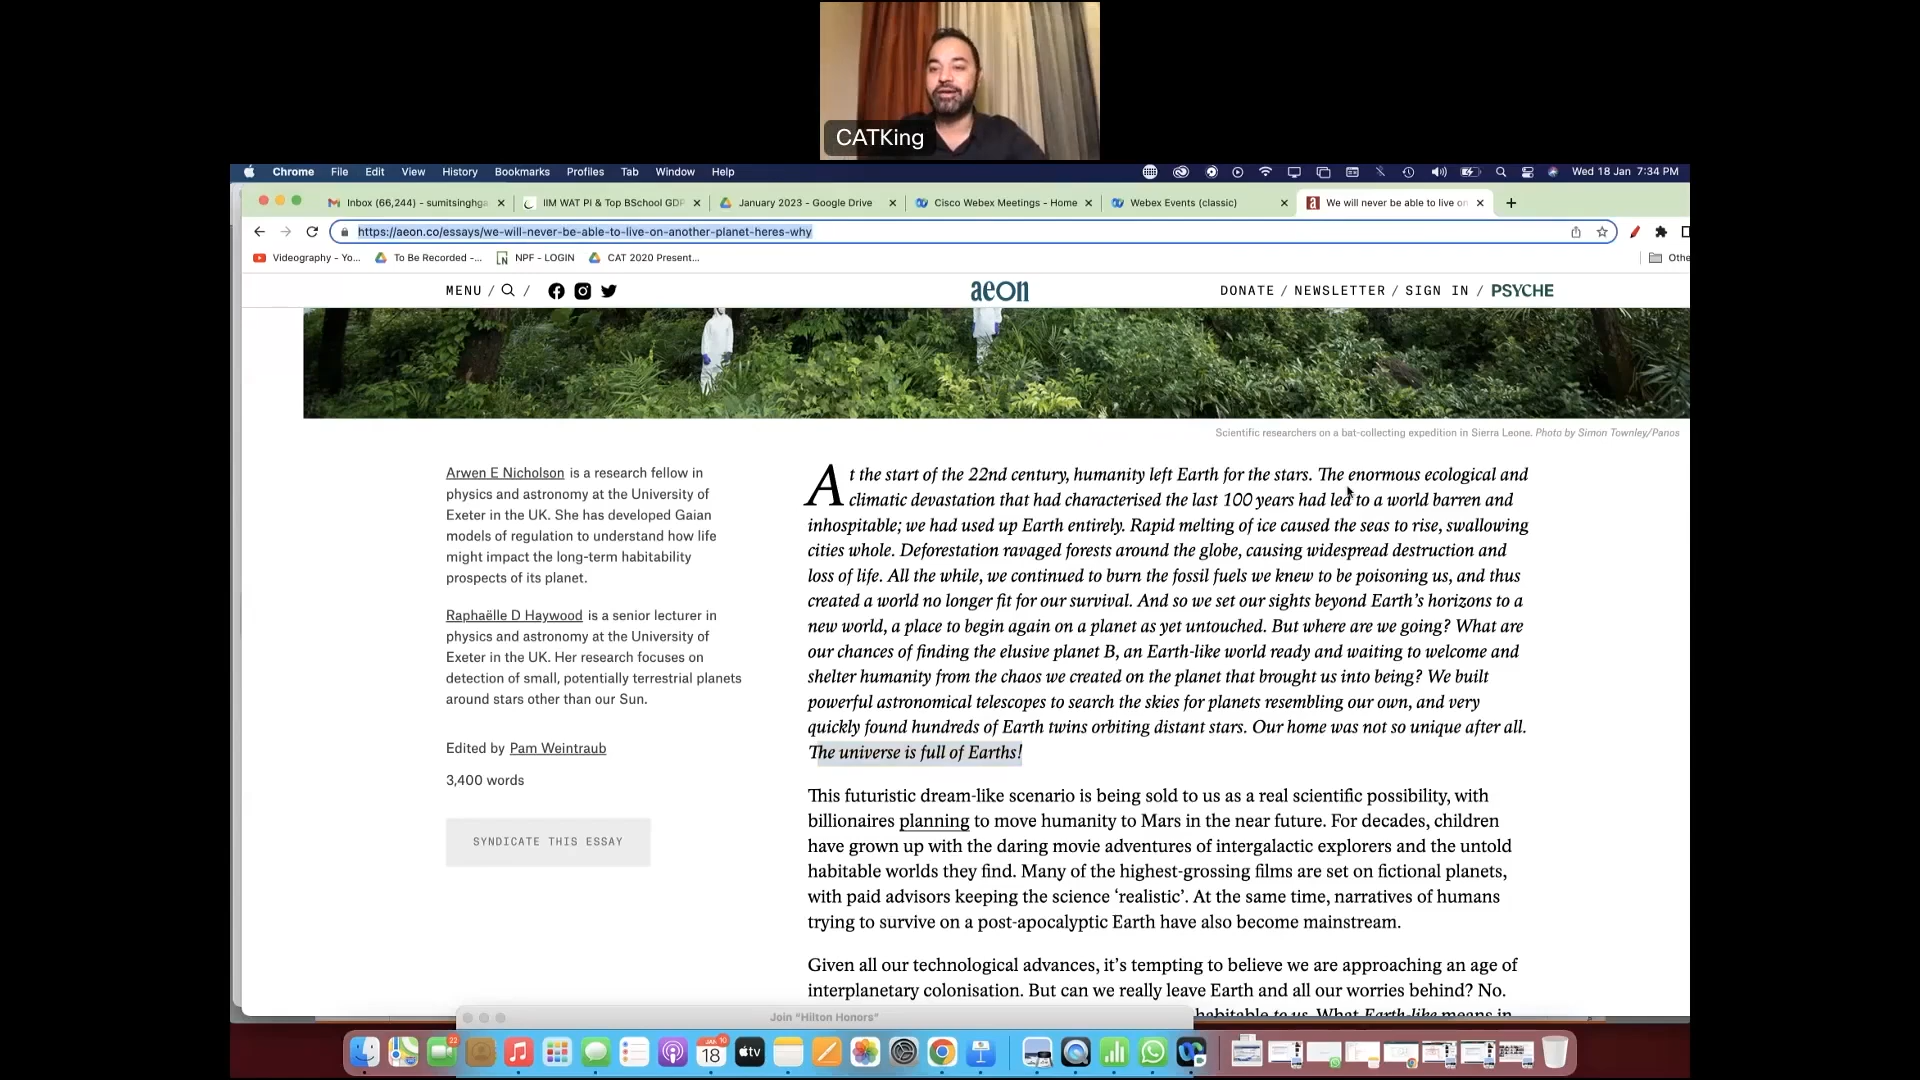 CATKing
Chrome File Edit View History Bookmarks Profiles Tab Window Help Wed 18 Jan 7:34 PM
Inbox (66,244) - sumitsinghga IIM WAT PI & Top BSchool GDP January 2023 - Google Drive Cisco Webex Meetings - Home Webex Events (classic) We will never be able to live on
https://aeon.co/essays/we-will-never-be-able-to-live-on-another-planet-heres-why
Videography - Yo... To Be Recorded -... NPF - LOGIN CAT 2020 Present... Othe
MENU / / aeon DONATE / NEWSLETTER / SIGN IN / PSYCHE
Scientific researchers on a bat-collecting expedition in Sierra Leone. Photo by Simon Townley/Panos
Arwen E Nicholson is a research fellow in
physics and astronomy at the University of
Exeter in the UK. She has developed Gaian
models of regulation to understand how life
might impact the long-term habitability
prospects of its planet.
Raphaëlle D Haywood is a senior lecturer in
physics and astronomy at the University of
Exeter in the UK. Her research focuses on
detection of small, potentially terrestrial planets
around stars other than our Sun.
Edited by Pam Weintraub
3,400 words
SYNDICATE THIS ESSAY
At the start of the 22nd century, humanity left Earth for the stars. The enormous ecological and
climatic devastation that had characterised the last 100 years had led to a world barren and
inhospitable; we had used up Earth entirely. Rapid melting of ice caused the seas to rise, swallowing
cities whole. Deforestation ravaged forests around the globe, causing widespread destruction and
loss of life. All the while, we continued to burn the fossil fuels we knew to be poisoning us, and thus
created a world no longer fit for our survival. And so we set our sights beyond Earth's horizons to a
new world, a place to begin again on a planet as yet untouched. But where are we going? What are
our chances of finding the elusive planet B, an Earth-like world ready and waiting to welcome and
shelter humanity from the chaos we created on the planet that brought us into being? We built
powerful astronomical telescopes to search the skies for planets resembling our own, and very
quickly found hundreds of Earth twins orbiting distant stars. Our home was not so unique after all.
The universe is full of Earths!
This futuristic dream-like scenario is being sold to us as a real scientific possibility, with
billionaires planning to move humanity to Mars in the near future. For decades, children
have grown up with the daring movie adventures of intergalactic explorers and the untold
habitable worlds they find. Many of the highest-grossing films are set on fictional planets,
with paid advisors keeping the science 'realistic'. At the same time, narratives of humans
trying to survive on a post-apocalyptic Earth have also become mainstream.
Given all our technological advances, it's tempting to believe we are approaching an age of
interplanetary colonisation. But can we really leave Earth and all our worries behind? No.
habitable to us. What Earth-like means in
Join "Hilton Honors"
22 JAN 18 10 tv